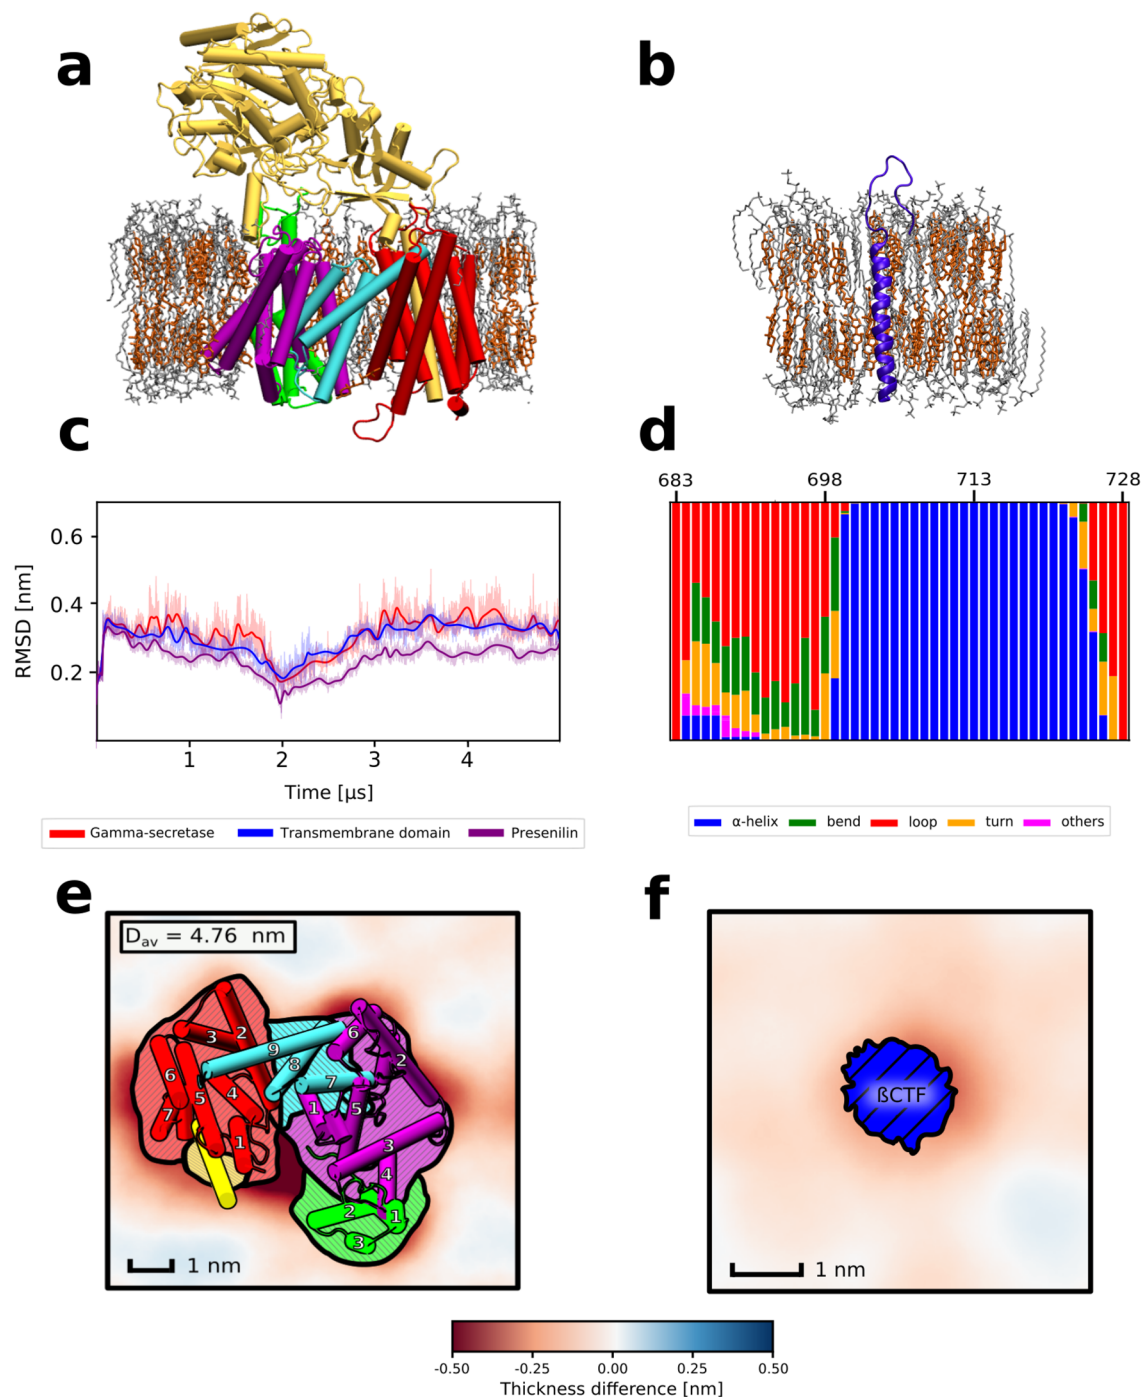 a
b
c
RMSD [nm]
0.6
0.4
0.2
1 2 3 4
Time [µs]
Gamma-secretase Transmembrane domain Presenilin
d
683 698 713 728
α-helix bend loop turn others
e
Dav = 4.76 nm
3 2 6
9
8 2
6 7
5 4 1 5
7
1 3
4
2 1
3
1 nm
f
ßCTF
1 nm
-0.50 -0.25 0.00 0.25 0.50
Thickness difference [nm]